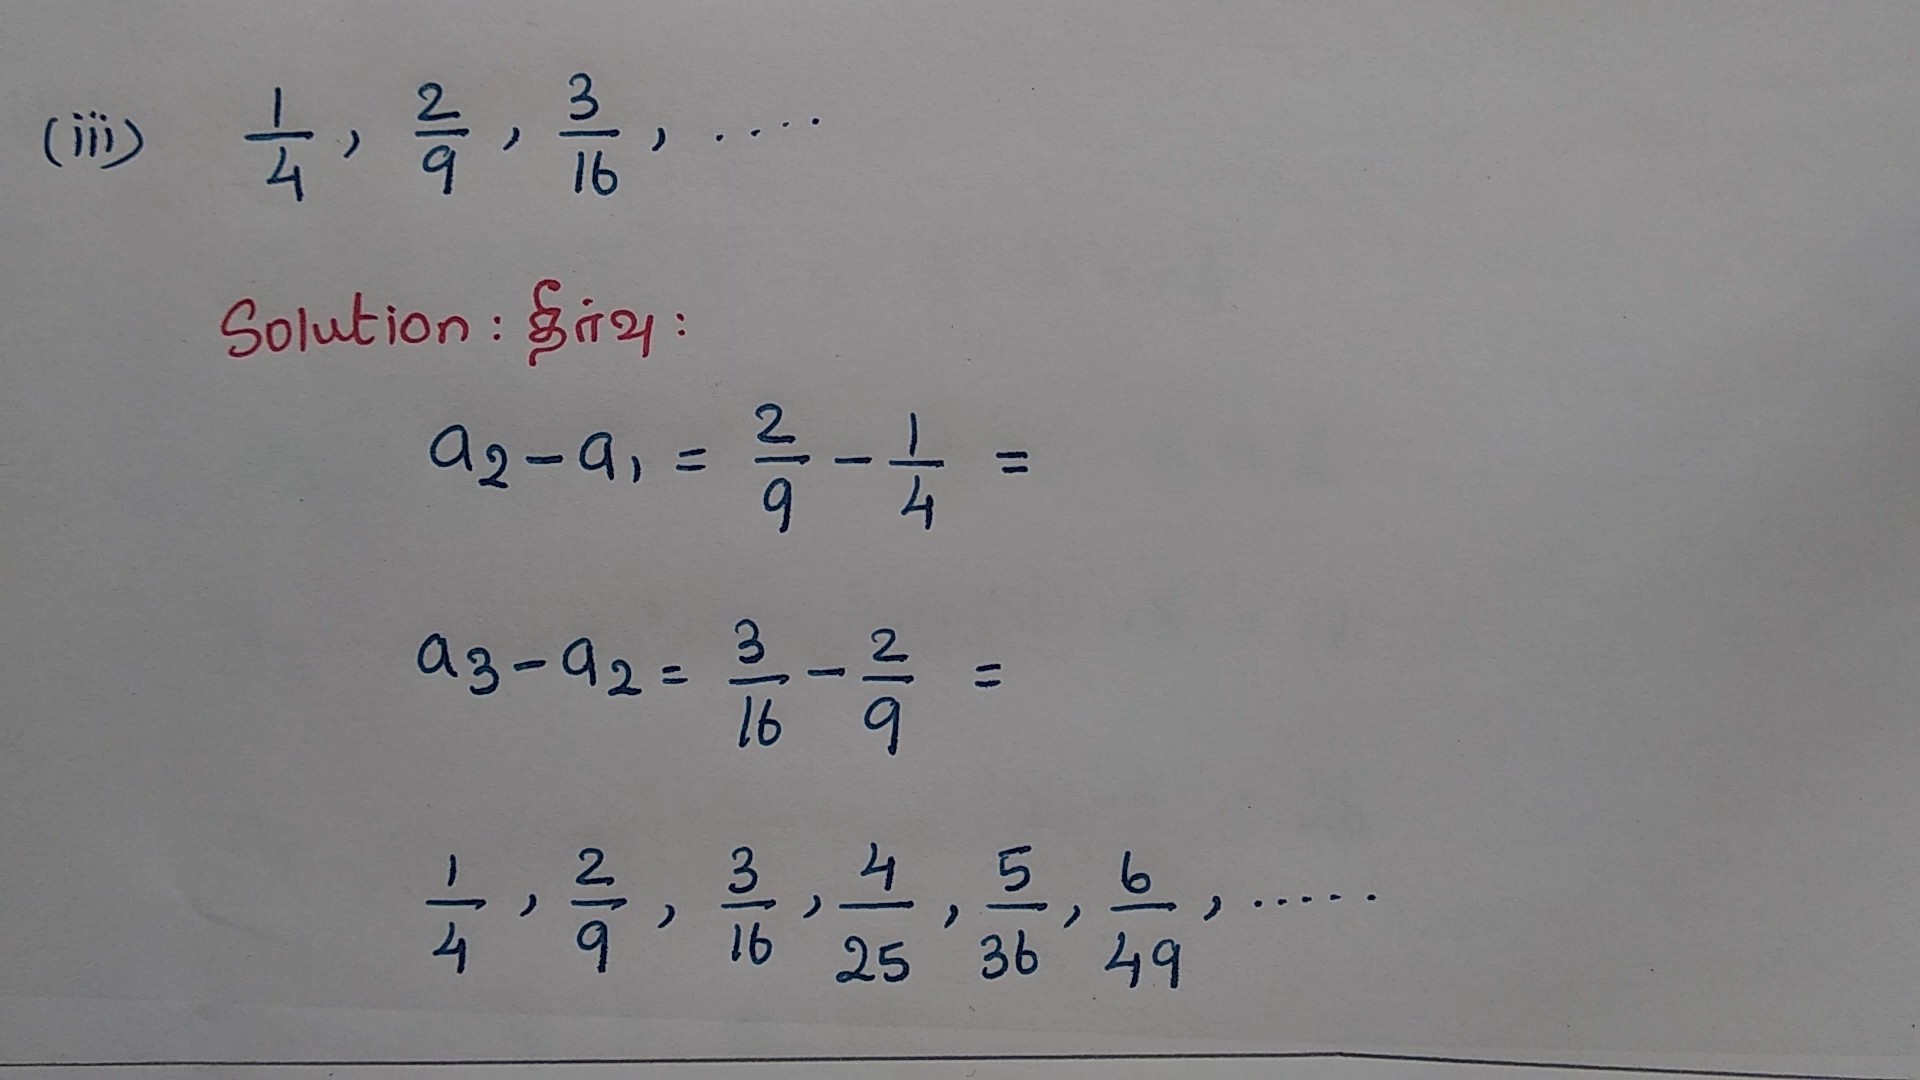 (iii) 1/4, 2/9, 3/16, ....
Solution : தீர்வு :
a₂ - a₁ = 2/9 - 1/4 =
a₃ - a₂ = 3/16 - 2/9 =
1/4, 2/9, 3/16, 4/25, 5/36, 6/49, .....